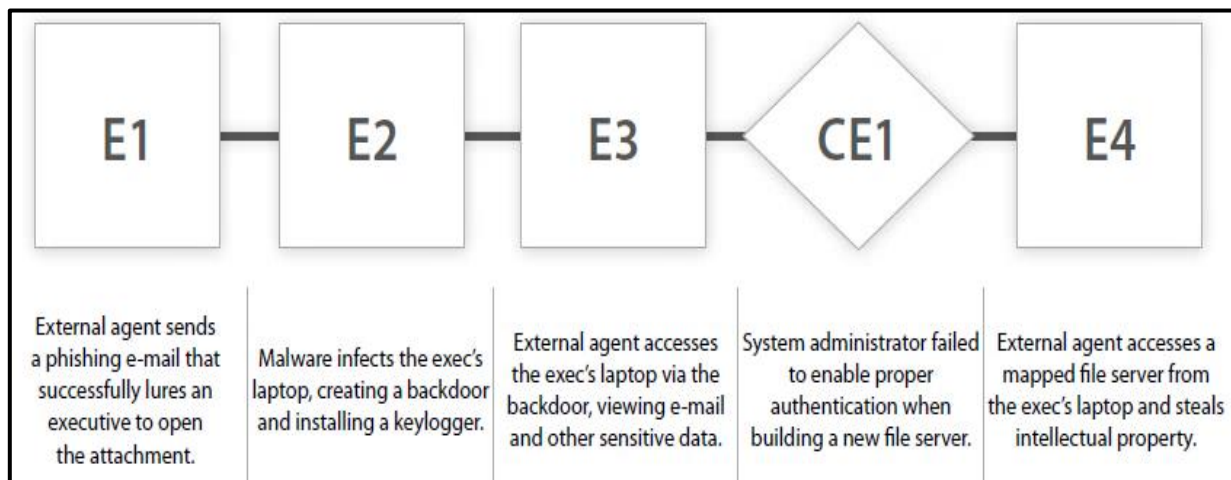 E1
E2
E3
CE1
E4
External agent sends
a phishing e-mail that
successfully lures an
executive to open
the attachment.
Malware infects the exec's
laptop, creating a backdoor
and installing a keylogger.
External agent accesses
the exec's laptop via the
backdoor, viewing e-mail
and other sensitive data.
System administrator failed
to enable proper
authentication when
building a new file server.
External agent accesses a
mapped file server from
the exec's laptop and steals
intellectual property.